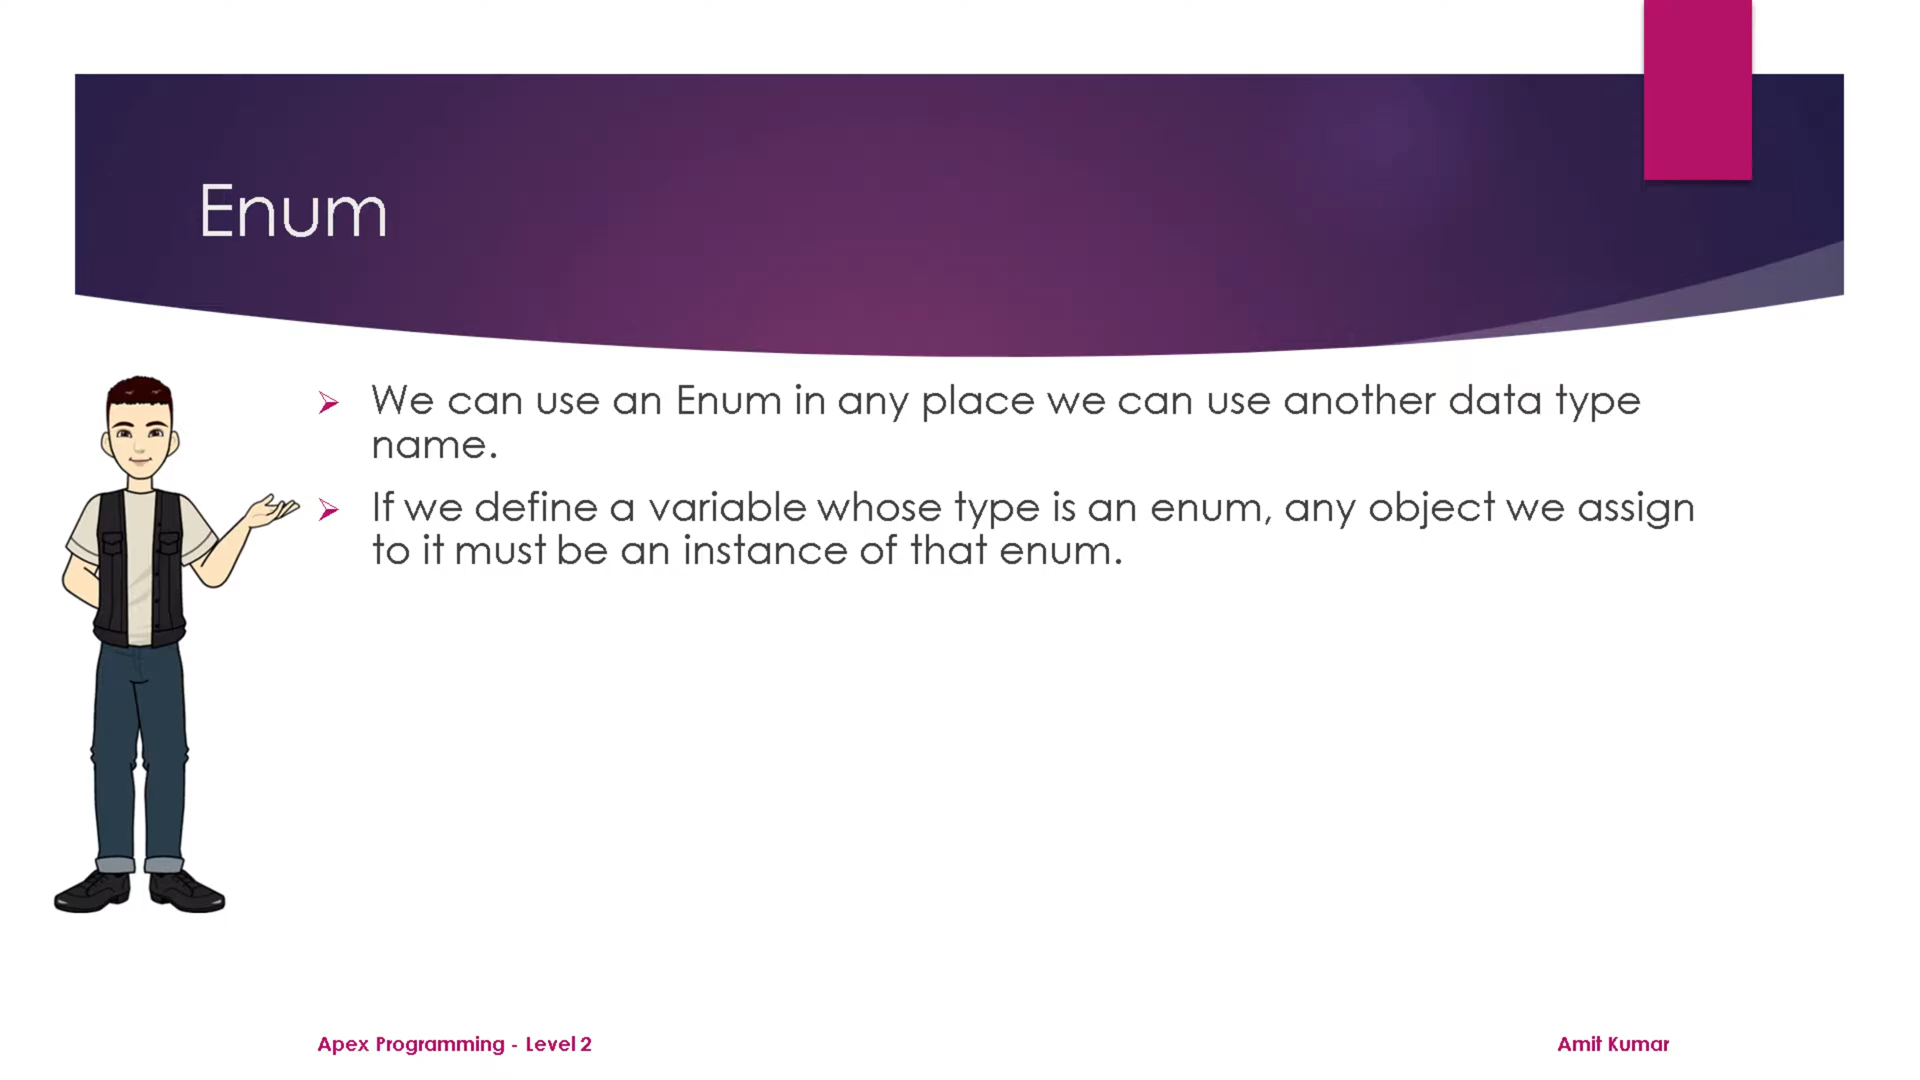 Enum
We can use an Enum in any place we can use another data type
name.
If we define a variable whose type is an enum, any object we assign
to it must be an instance of that enum.
Apex Programming - Level 2
Amit Kumar